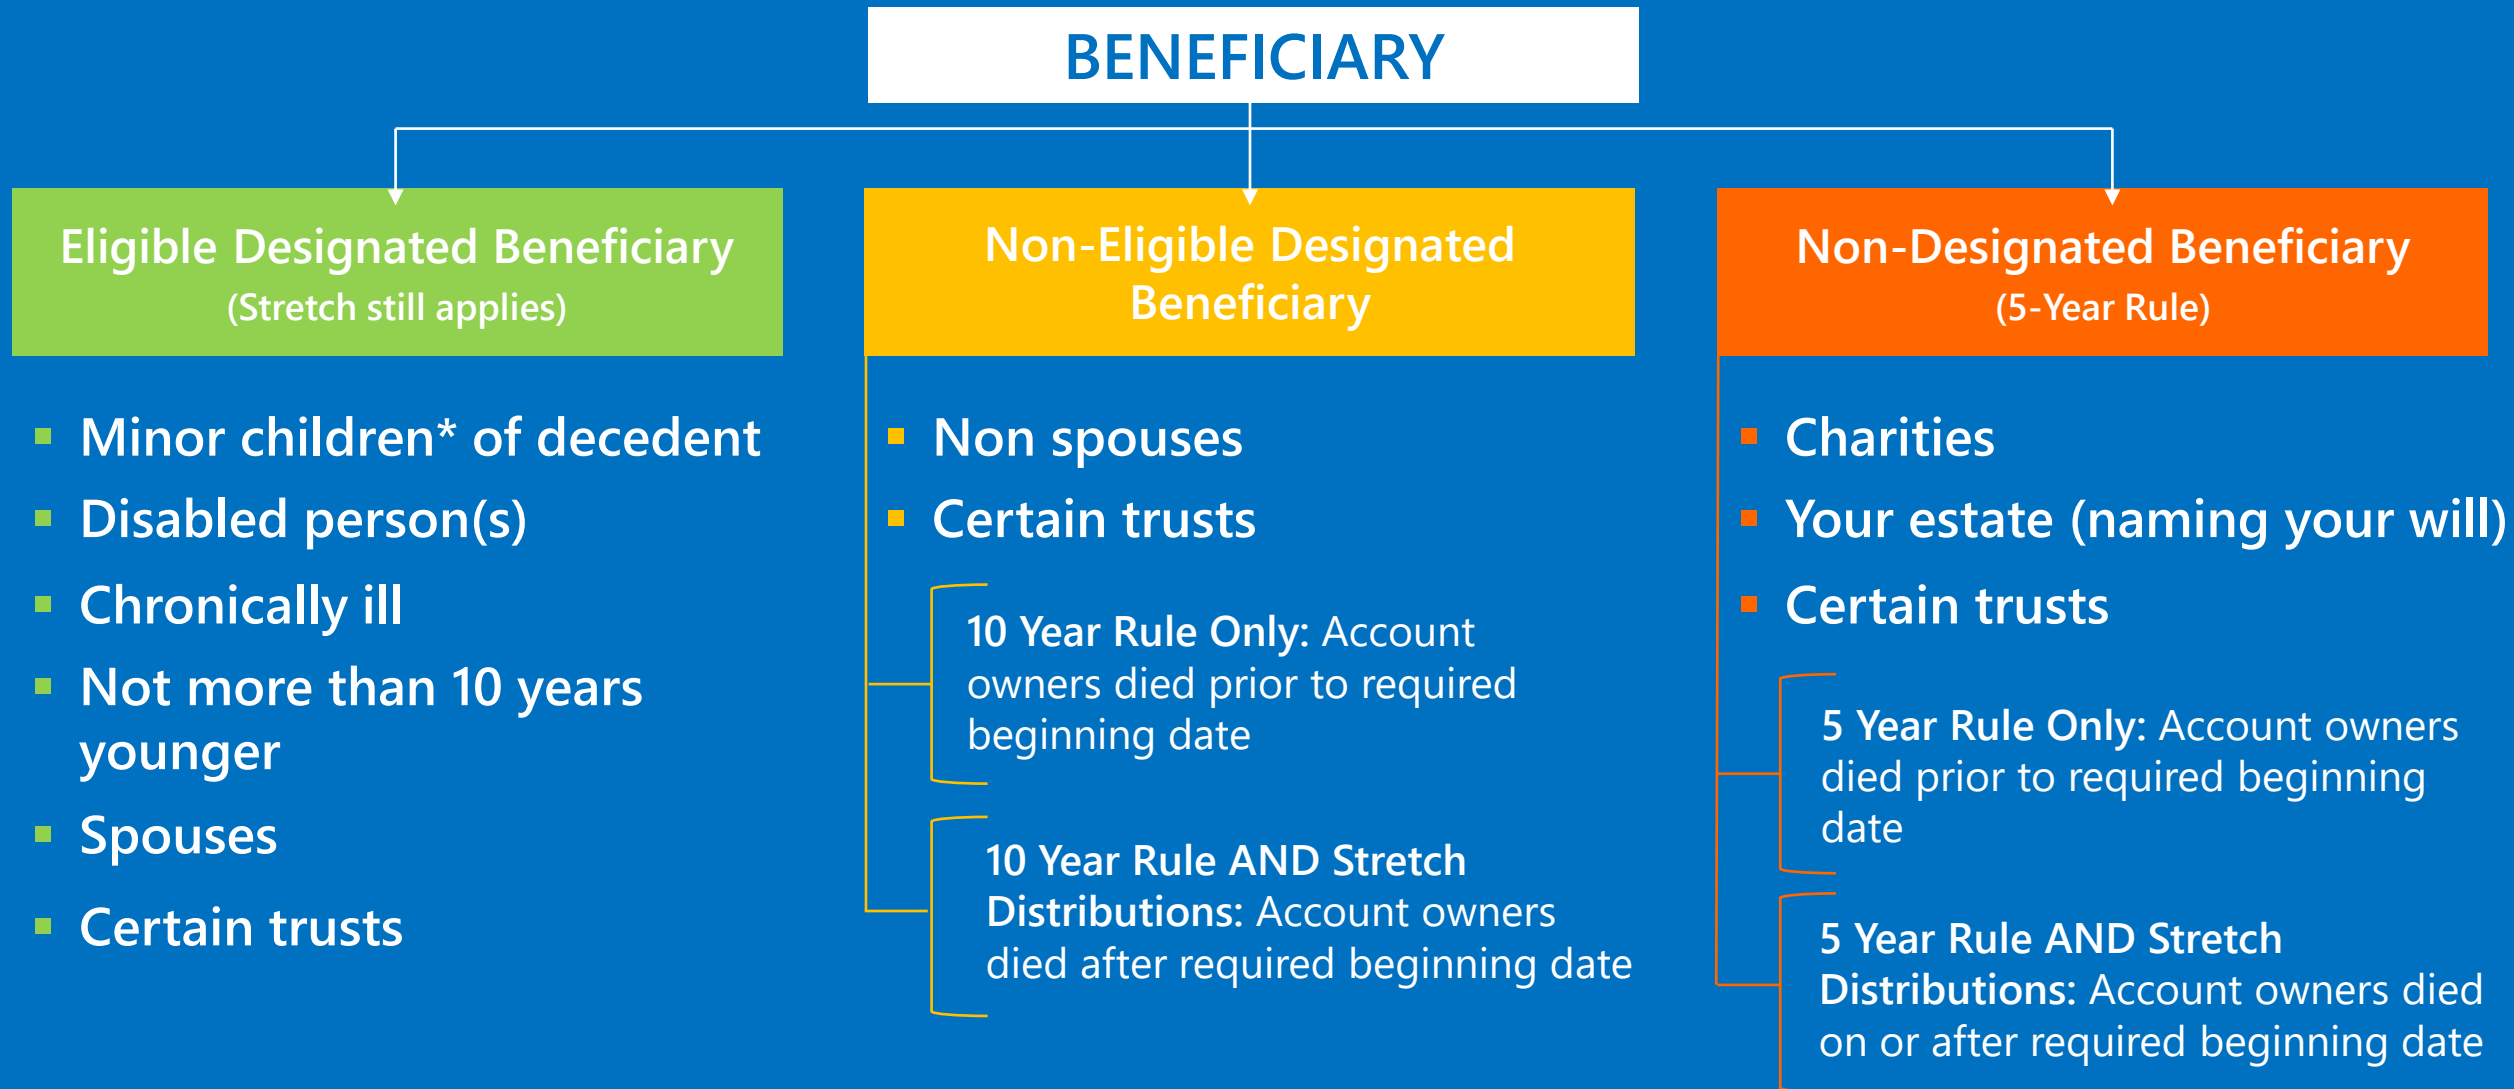 BENEFICIARY
Eligible Designated Beneficiary
(Stretch still applies)
Minor children* of decedent
Disabled person(s)
Chronically ill
Not more than 10 years
younger
Spouses
Certain trusts
Non-Eligible Designated
Beneficiary
Non spouses
Certain trusts
10 Year Rule Only: Account
owners died prior to required
beginning date
10 Year Rule AND Stretch
Distributions: Account owners
died after required beginning date
Non-Designated Beneficiary
(5-Year Rule)
Charities
Your estate (naming your will)
Certain trusts
5 Year Rule Only: Account owners
died prior to required beginning
date
5 Year Rule AND Stretch
Distributions: Account owners died
on or after required beginning date